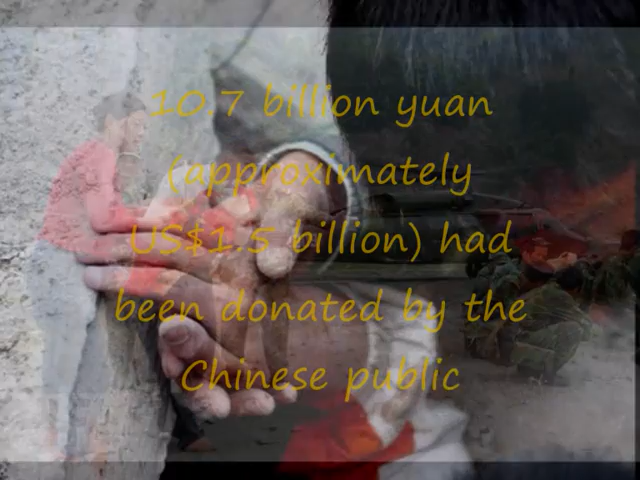 10.7 billion yuan
(approximately
US$1.5 billion) had
been donated by the
Chinese public